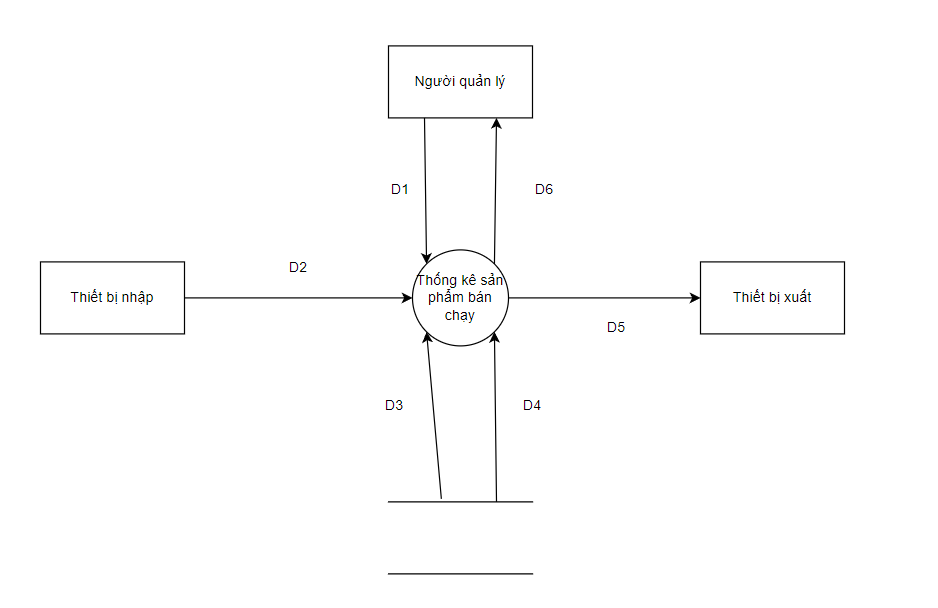 Người quản lý
D1
D6
D2
Thiết bị nhập
Thống kê sản
phẩm bán
chạy
Thiết bị xuất
D5
D3
D4